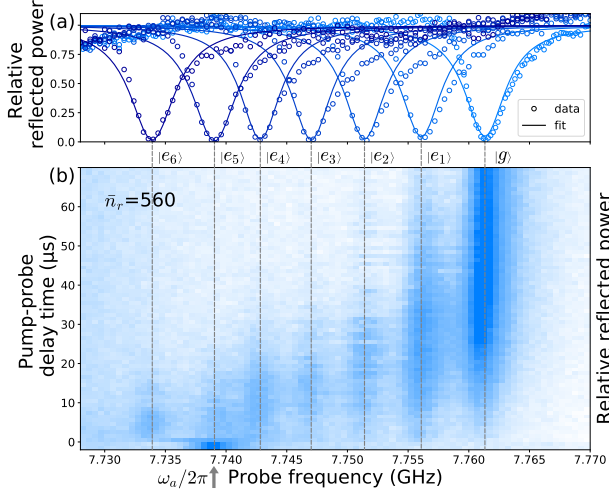 (a)
1.00
0.75
0.50
0.25
0.0
Relative
reflected power
data
fit
|e₆⟩ |e₅⟩ |e₄⟩ |e₃⟩ |e₂⟩ |e₁⟩ |g⟩
(b)
n̄ᵣ=560
60
50
40
30
20
10
0
Pump-probe
delay time (µs)
Relative reflected power
7.730 7.735 7.740 7.745 7.750 7.755 7.760 7.765 7.770
ωₐ/2π
Probe frequency (GHz)